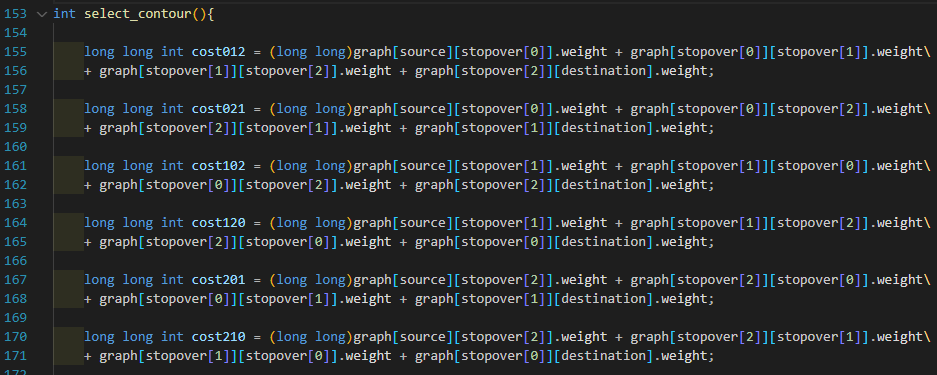 153 int select_contour(){
154
155 long long int cost012 = (long long)graph[source][stopover[0]].weight + graph[stopover[0]][stopover[1]].weight\
156 + graph[stopover[1]][stopover[2]].weight + graph[stopover[2]][destination].weight;
157
158 long long int cost021 = (long long)graph[source][stopover[0]].weight + graph[stopover[0]][stopover[2]].weight\
159 + graph[stopover[2]][stopover[1]].weight + graph[stopover[1]][destination].weight;
160
161 long long int cost102 = (long long)graph[source][stopover[1]].weight + graph[stopover[1]][stopover[0]].weight\
162 + graph[stopover[0]][stopover[2]].weight + graph[stopover[2]][destination].weight;
163
164 long long int cost120 = (long long)graph[source][stopover[1]].weight + graph[stopover[1]][stopover[2]].weight\
165 + graph[stopover[2]][stopover[0]].weight + graph[stopover[0]][destination].weight;
166
167 long long int cost201 = (long long)graph[source][stopover[2]].weight + graph[stopover[2]][stopover[0]].weight\
168 + graph[stopover[0]][stopover[1]].weight + graph[stopover[1]][destination].weight;
169
170 long long int cost210 = (long long)graph[source][stopover[2]].weight + graph[stopover[2]][stopover[1]].weight\
171 + graph[stopover[1]][stopover[0]].weight + graph[stopover[0]][destination].weight;
172